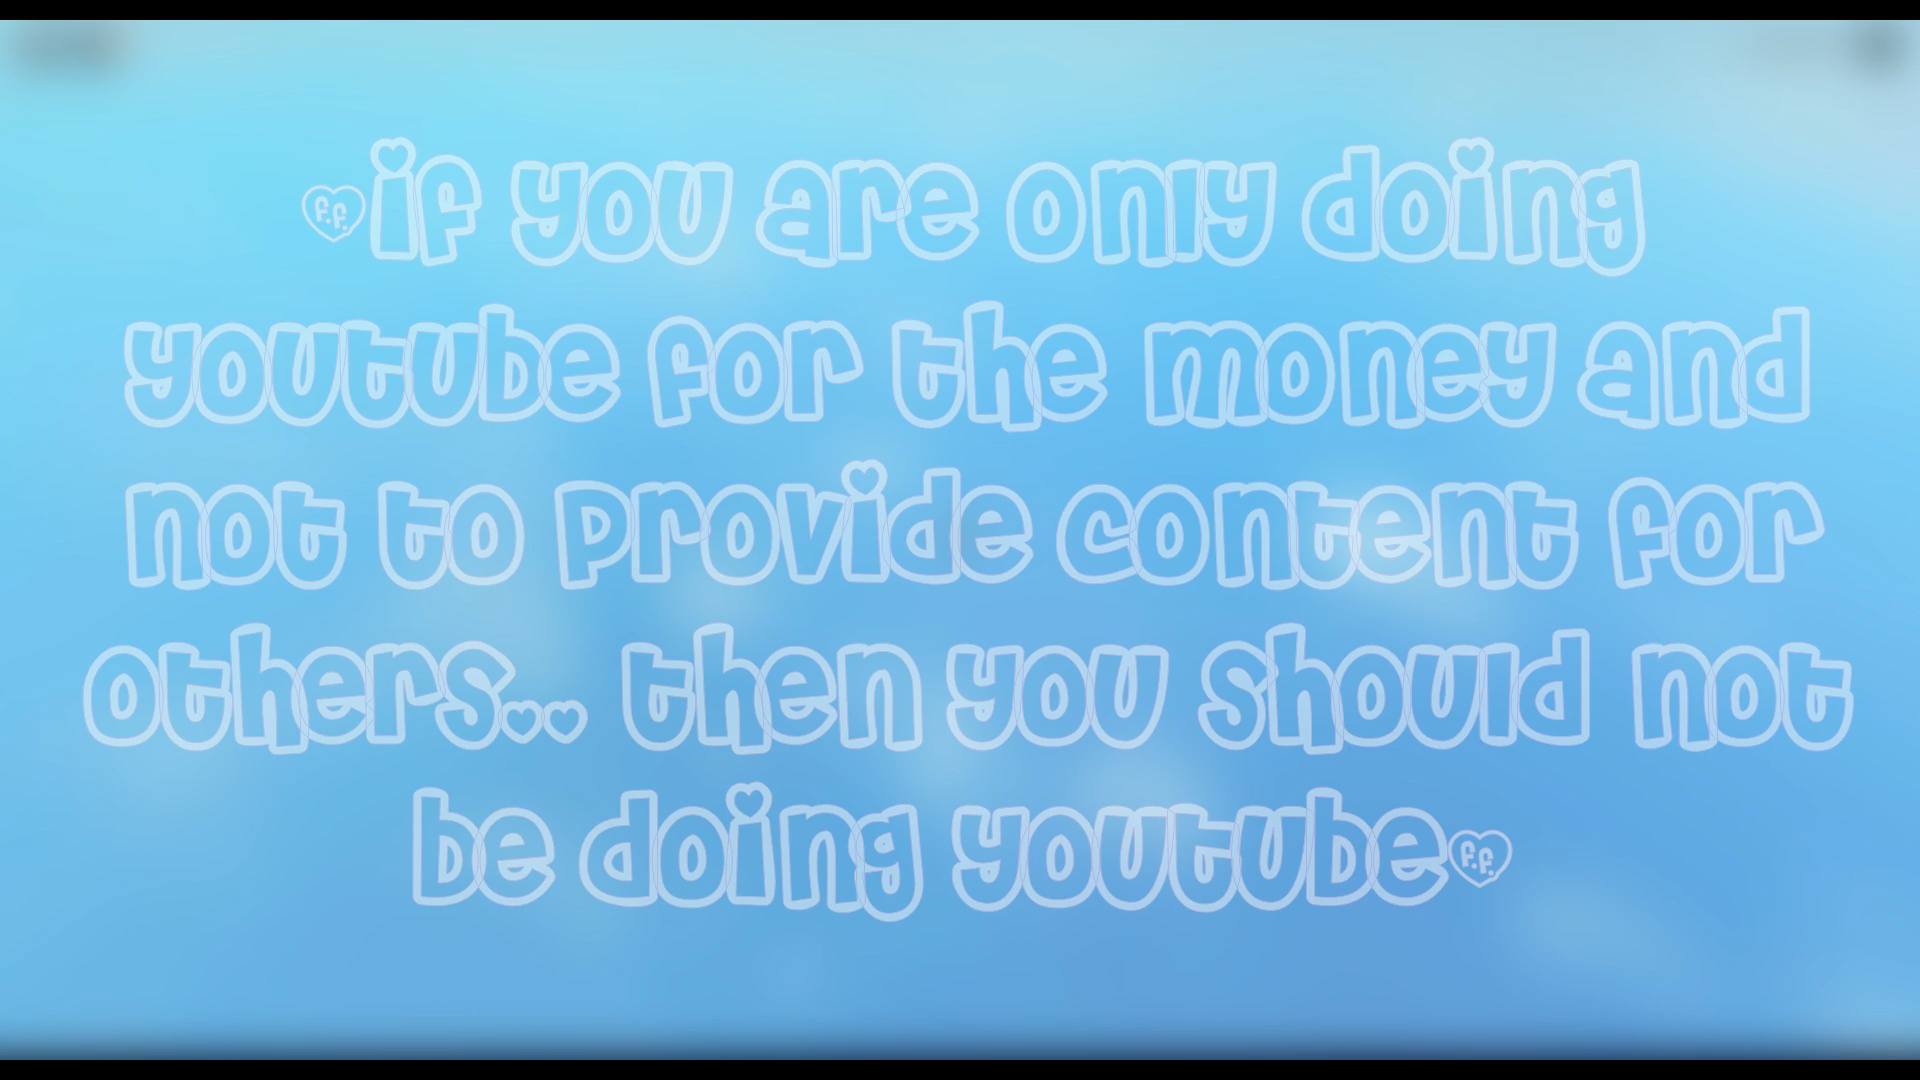 if you are only doing
youtube for the money and
not to provide content for
others.. then you should not
be doing youtube